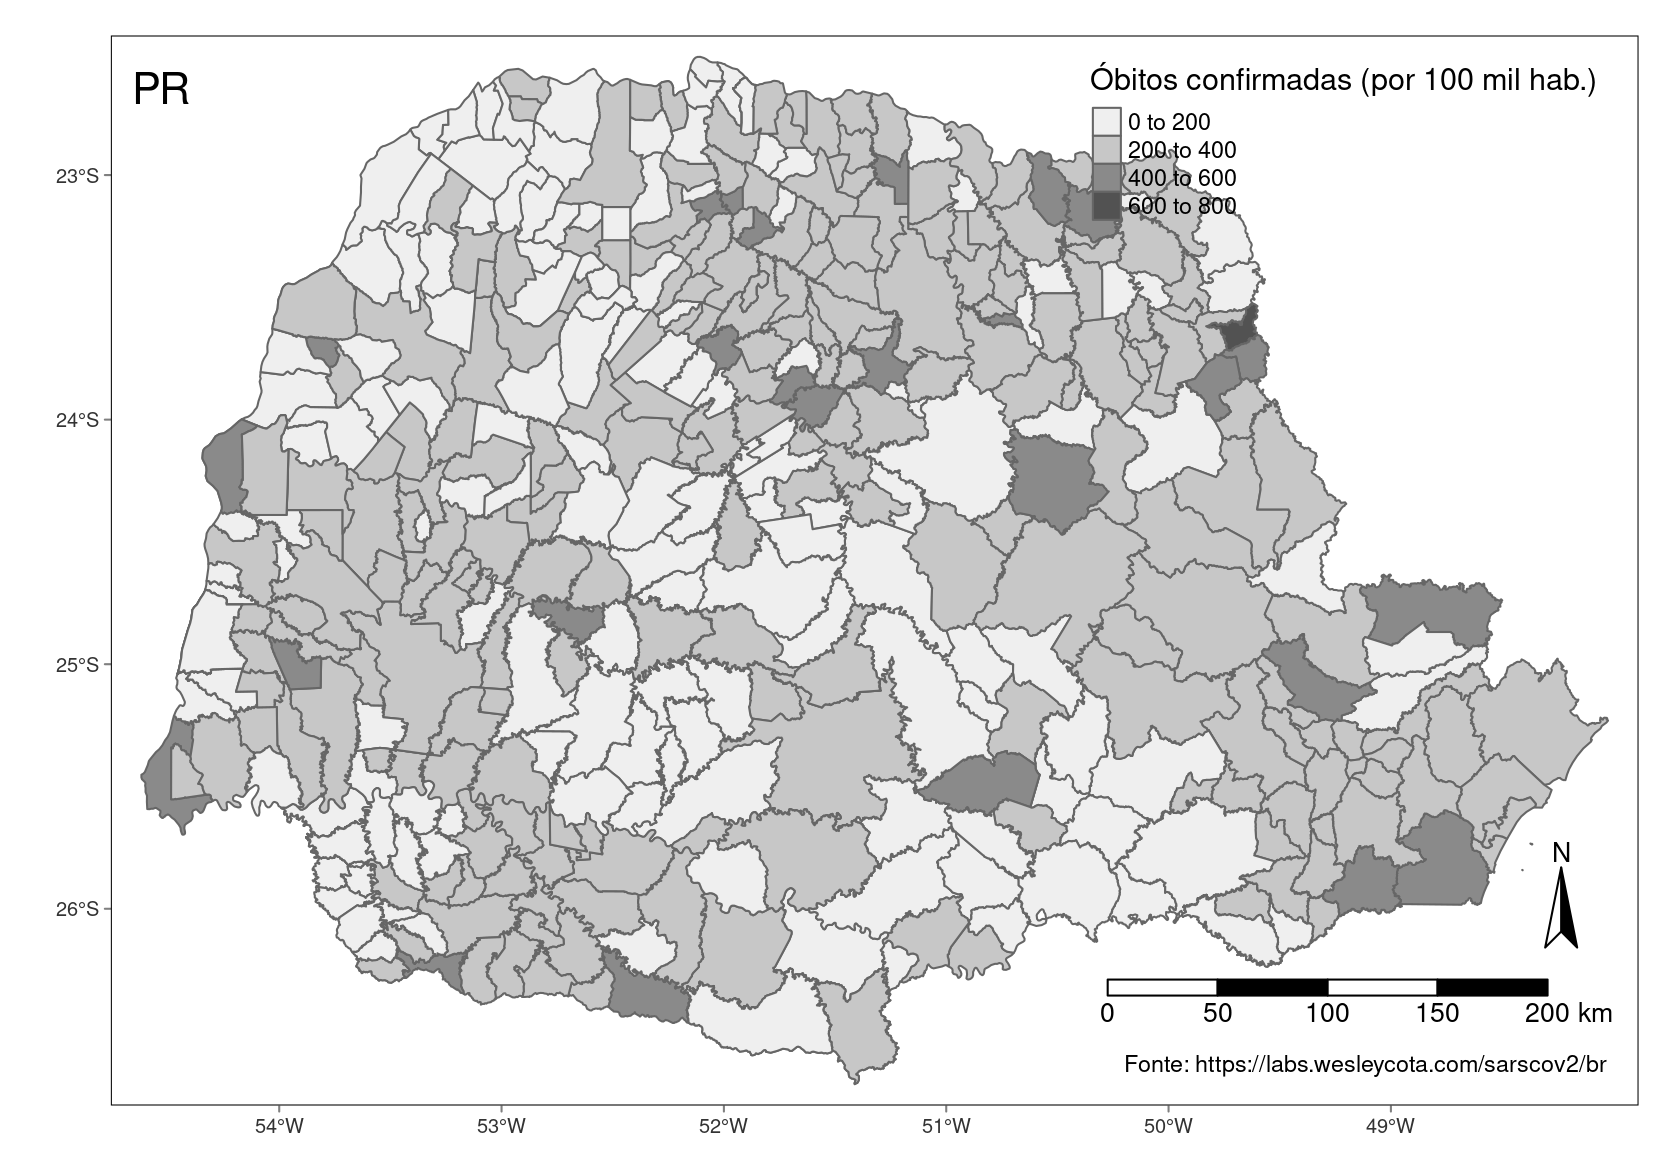 PR
Óbitos confirmadas (por 100 mil hab.)
0 to 200
200 to 400
400 to 600
600 to 800
23°S
24°S
25°S
26°S
N
0 50 100 150 200 km
Fonte: https://labs.wesleycota.com/sarscov2/br
54°W 53°W 52°W 51°W 50°W 49°W